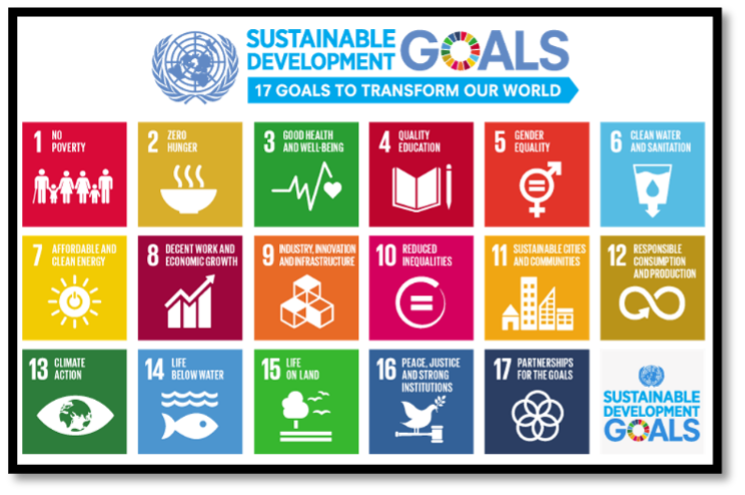 SUSTAINABLE
DEVELOPMENT
GOALS
17 GOALS TO TRANSFORM OUR WORLD
1 NO
POVERTY
2 ZERO
HUNGER
3 GOOD HEALTH
AND WELL-BEING
4 QUALITY
EDUCATION
5 GENDER
EQUALITY
6 CLEAN WATER
AND SANITATION
7 AFFORDABLE AND
CLEAN ENERGY
8 DECENT WORK AND
ECONOMIC GROWTH
9 INDUSTRY, INNOVATION
AND INFRASTRUCTURE
10 REDUCED
INEQUALITIES
11 SUSTAINABLE CITIES
AND COMMUNITIES
12 RESPONSIBLE
CONSUMPTION
AND PRODUCTION
13 CLIMATE
ACTION
14 LIFE
BELOW WATER
15 LIFE
ON LAND
16 PEACE, JUSTICE
AND STRONG
INSTITUTIONS
17 PARTNERSHIPS
FOR THE GOALS
SUSTAINABLE
DEVELOPMENT
GOALS